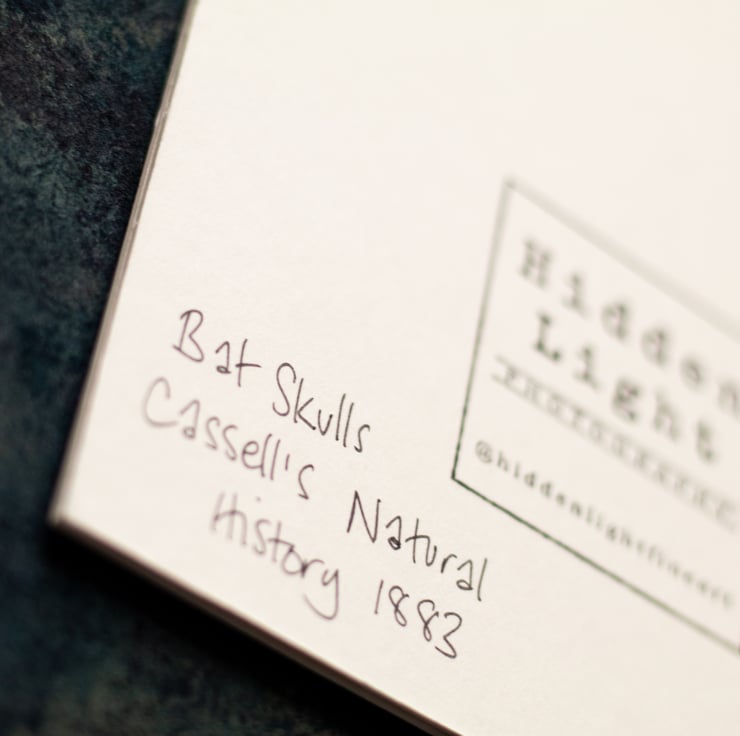 Bat Skulls
Cassell's Natural
History 1883
Hidden
Light
@hiddenlightfineart